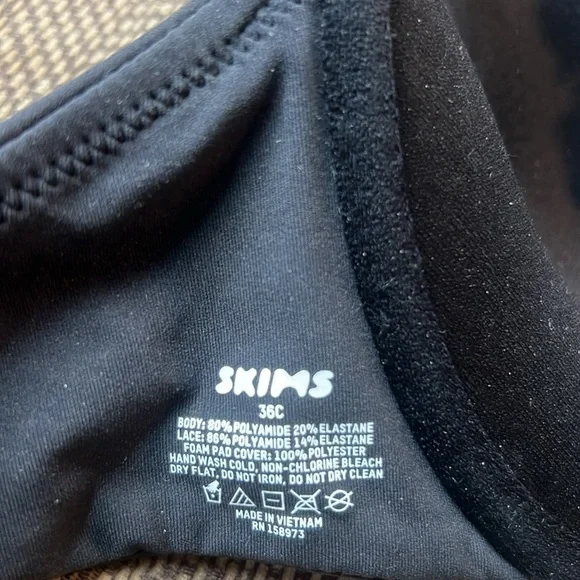 SKIMS
36C
BODY: 80% POLYAMIDE 20% ELASTANE
LACE: 86% POLYAMIDE 14% ELASTANE
FOAM PAD COVER: 100% POLYESTER
HAND WASH COLD, NON-CHLORINE BLEACH
DRY FLAT, DO NOT IRON, DO NOT DRY CLEAN
MADE IN VIETNAM
RN 158973